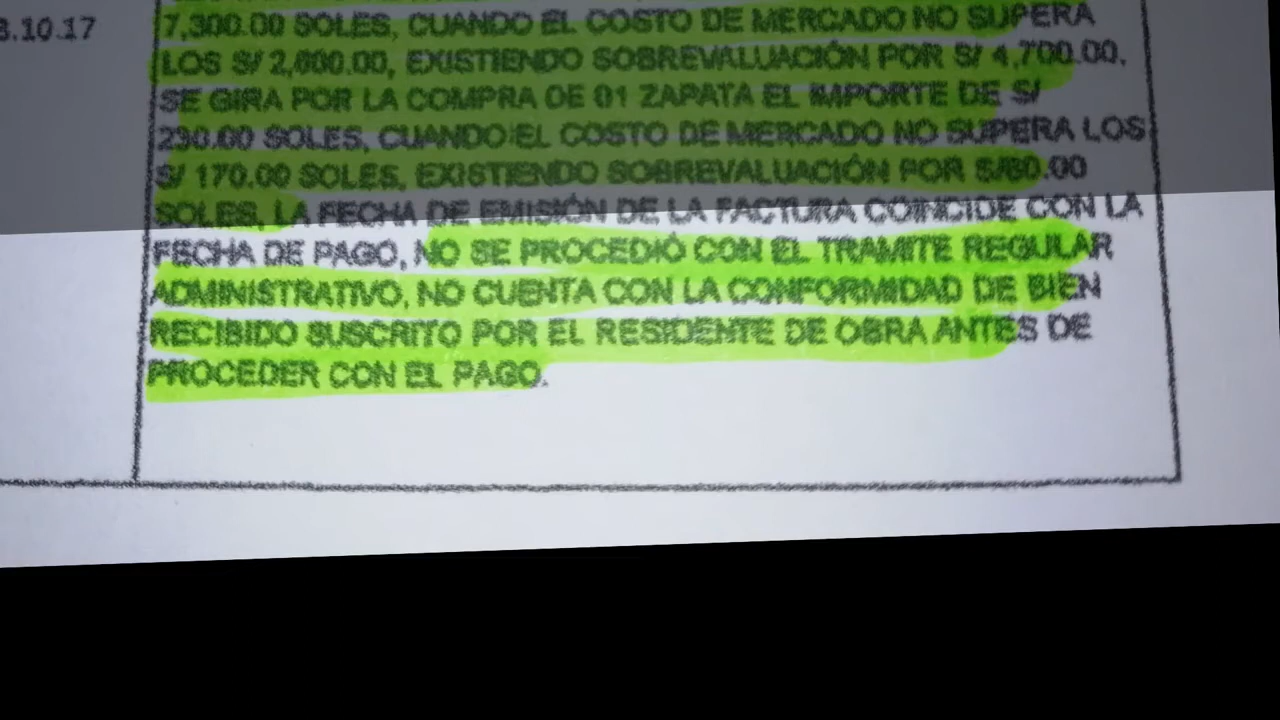 3.10.17
7,300.00 SOLES, CUANDO EL COSTO DE MERCADO NO SUPERA
LOS S/ 2,600.00, EXISTIENDO SOBREVALUACIÓN POR S/ 4,700.00.
SE GIRA POR LA COMPRA DE 01 ZAPATA EL IMPORTE DE S/
230.00 SOLES, CUANDO EL COSTO DE MERCADO NO SUPERA LOS
S/ 170.00 SOLES, EXISTIENDO SOBREVALUACIÓN POR S/60.00
SOLES, LA FECHA DE EMISIÓN DE LA FACTURA COINCIDE CON LA
FECHA DE PAGO, NO SE PROCEDIÓ CON EL TRAMITE REGULAR
ADMINISTRATIVO, NO CUENTA CON LA CONFORMIDAD DE BIEN
RECIBIDO SUSCRITO POR EL RESIDENTE DE OBRA ANTES DE
PROCEDER CON EL PAGO.